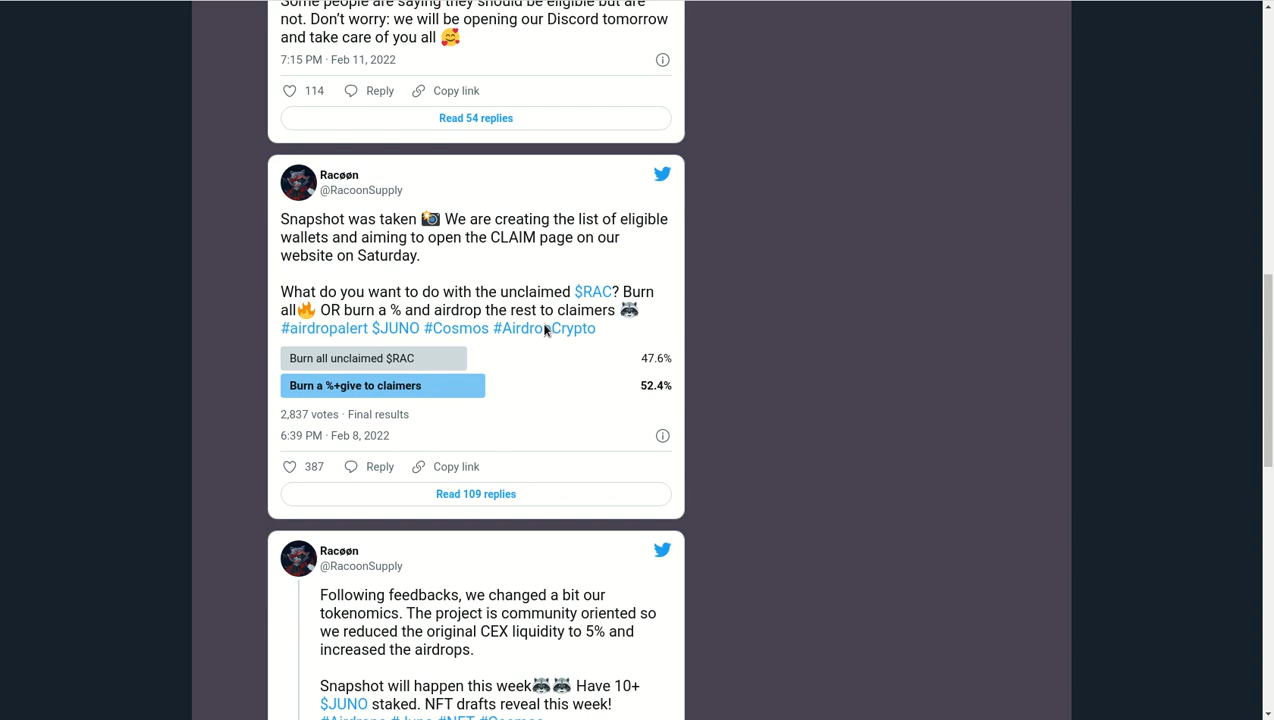 Some people are saying they should be eligible but are
not. Don't worry: we will be opening our Discord tomorrow
and take care of you all 🥰
7:15 PM · Feb 11, 2022
114 Reply Copy link
Read 54 replies
Racøøn
@RacoonSupply
Snapshot was taken 📸 We are creating the list of eligible
wallets and aiming to open the CLAIM page on our
website on Saturday.
What do you want to do with the unclaimed $RAC? Burn
all🔥 OR burn a % and airdrop the rest to claimers 🦝
#airdropalert $JUNO #Cosmos #AirdropCrypto
Burn all unclaimed $RAC 47.6%
Burn a %+give to claimers 52.4%
2,837 votes · Final results
6:39 PM · Feb 8, 2022
387 Reply Copy link
Read 109 replies
Racøøn
@RacoonSupply
Following feedbacks, we changed a bit our
tokenomics. The project is community oriented so
we reduced the original CEX liquidity to 5% and
increased the airdrops.
Snapshot will happen this week🦝🦝 Have 10+
$JUNO staked. NFT drafts reveal this week!
#Airdrops #Juno #NFT #Cosmos